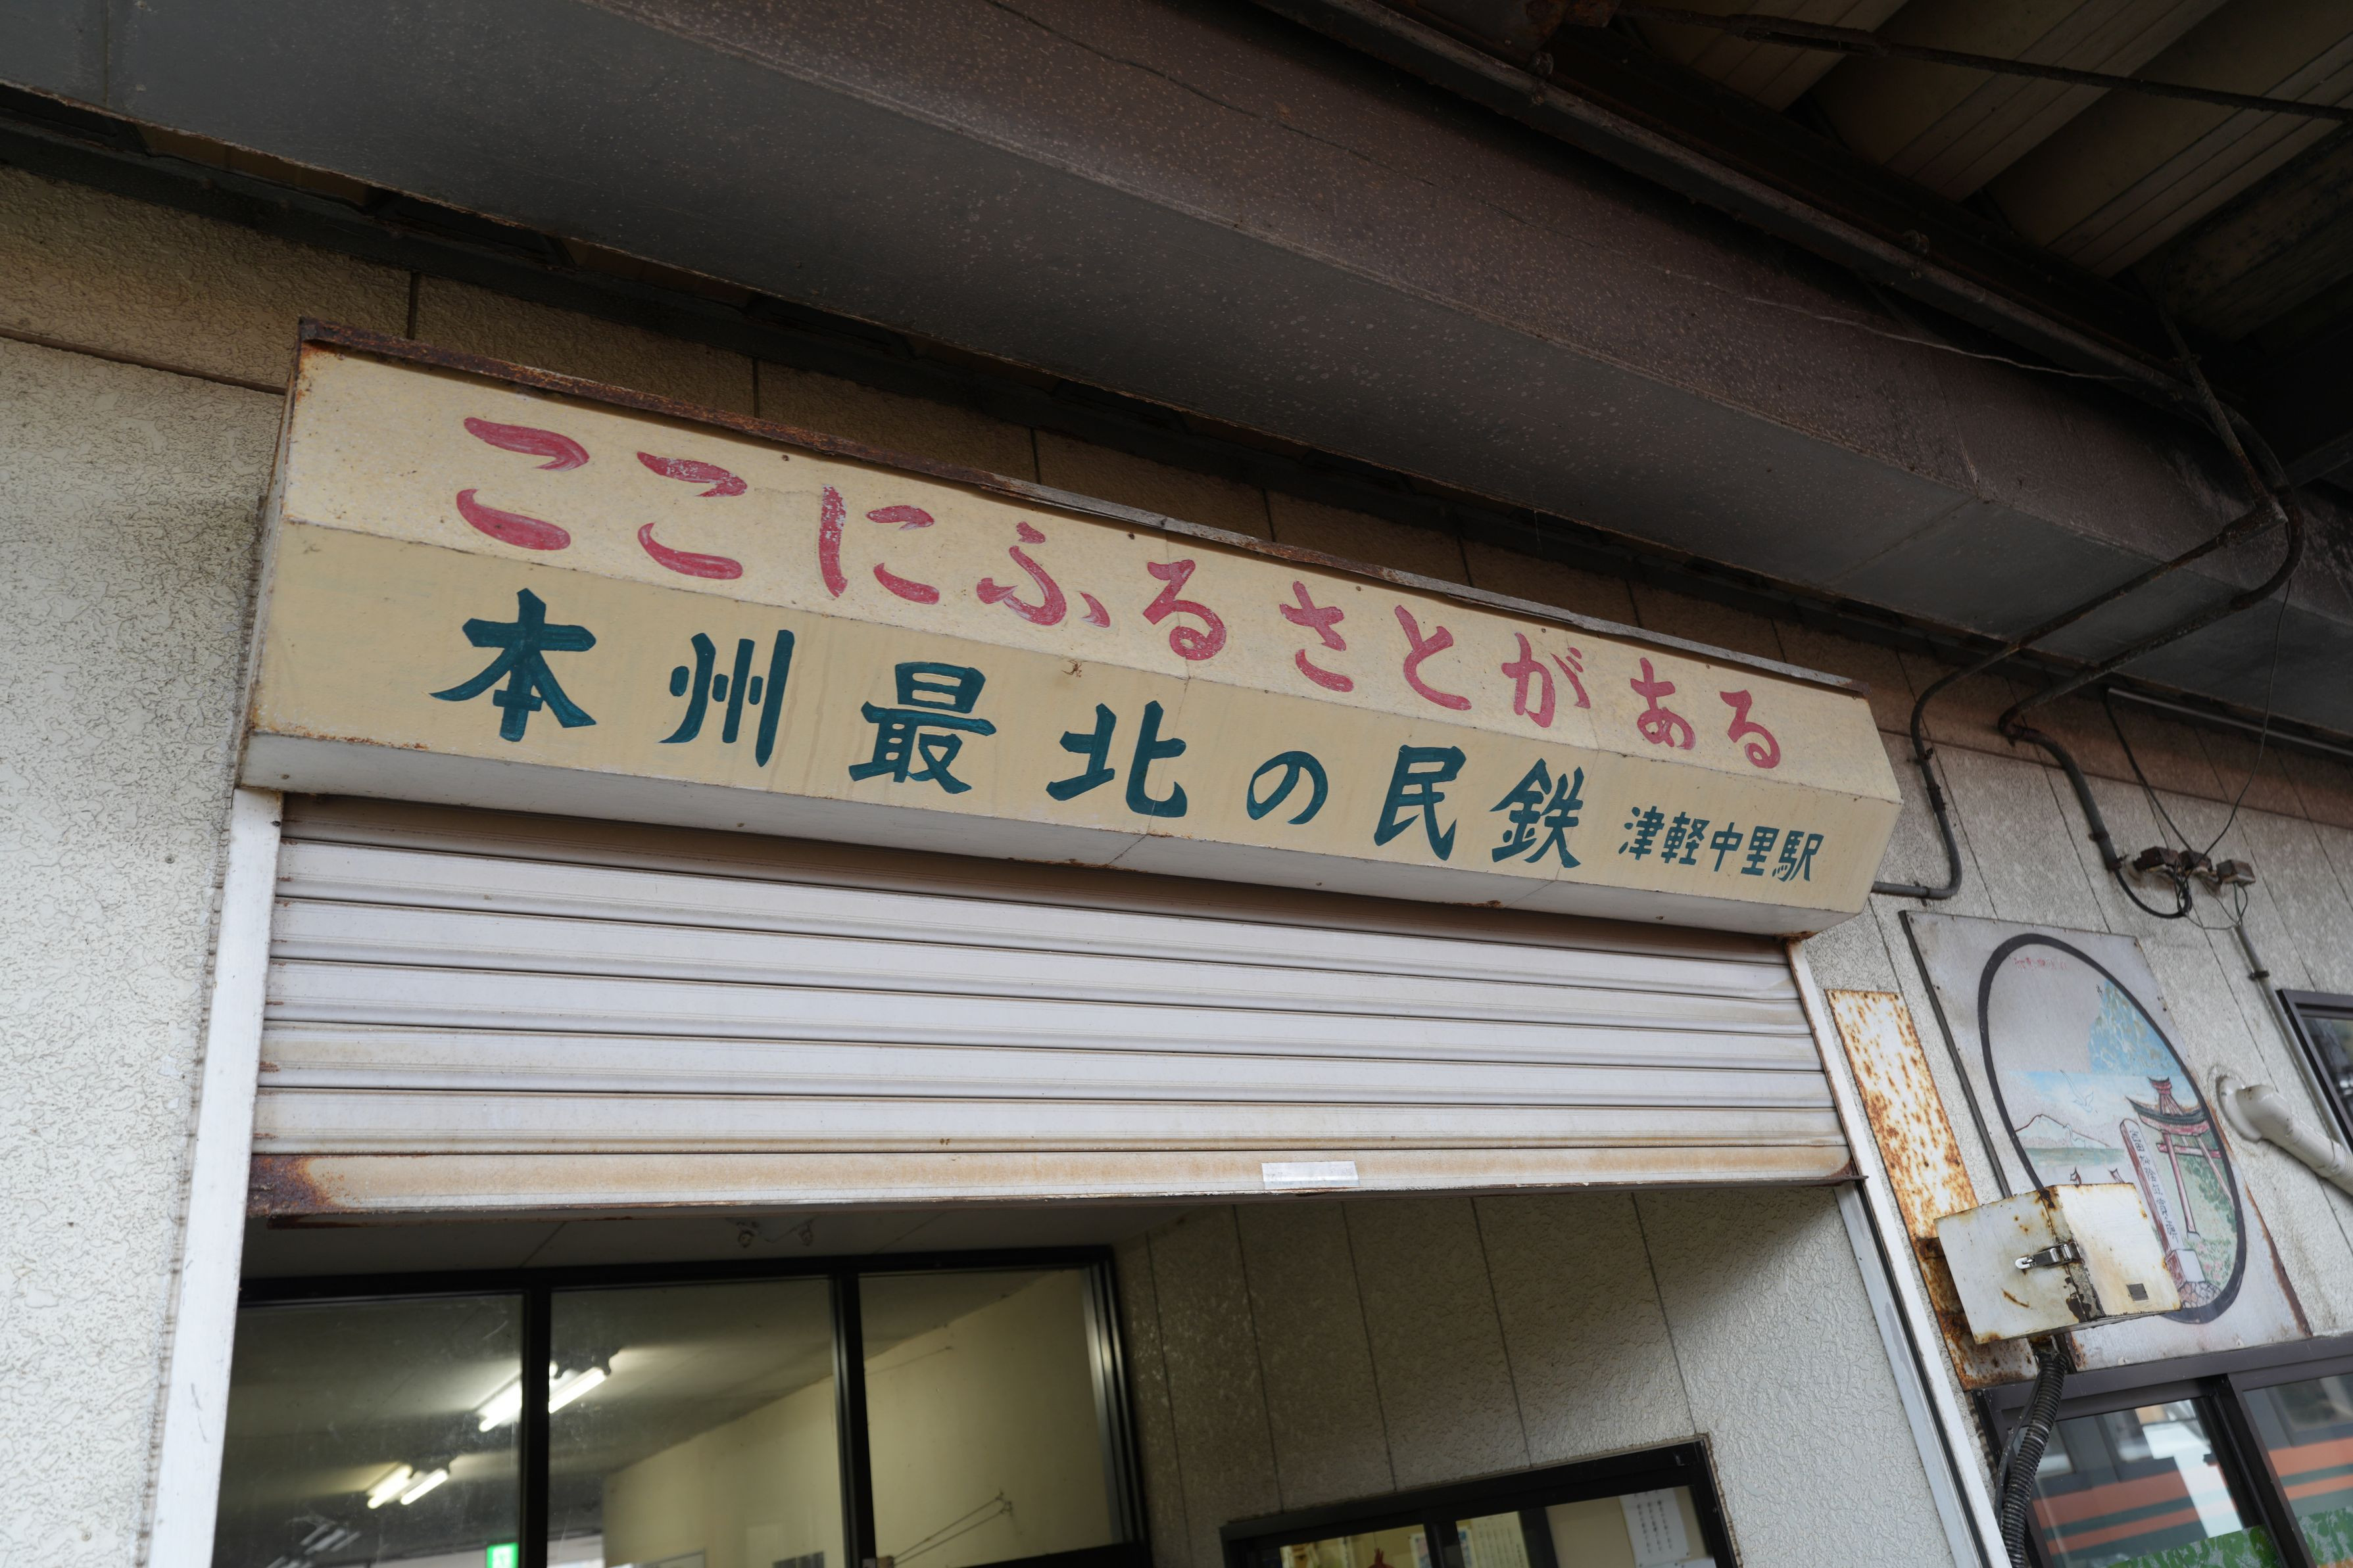 ここにふるさとがある
本州最北の民鉄 津軽中里駅